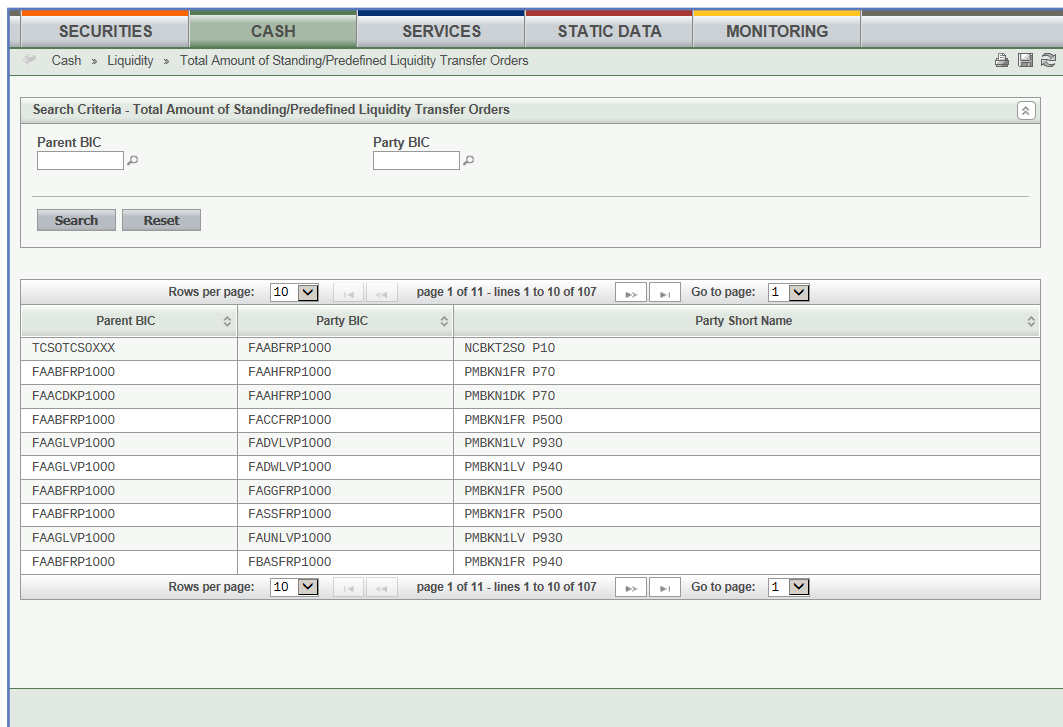 SECURITIES CASH SERVICES STATIC DATA MONITORING
Cash » Liquidity » Total Amount of Standing/Predefined Liquidity Transfer Orders
Search Criteria - Total Amount of Standing/Predefined Liquidity Transfer Orders
Parent BIC Party BIC
Search Reset
Rows per page: 10 page 1 of 11 - lines 1 to 10 of 107 Go to page: 1
Parent BIC Party BIC Party Short Name
TCSOTCSOXXX FAABFRP1000 NCBKT2SO P10
FAABFRP1000 FAAHFRP1000 PMBKN1FR P70
FAACDKP1000 FAAHFRP1000 PMBKN1DK P70
FAABFRP1000 FACCFRP1000 PMBKN1FR P500
FAAGLVP1000 FADVLVP1000 PMBKN1LV P930
FAAGLVP1000 FADWLVP1000 PMBKN1LV P940
FAABFRP1000 FAGGFRP1000 PMBKN1FR P500
FAABFRP1000 FASSFRP1000 PMBKN1FR P500
FAAGLVP1000 FAUNLVP1000 PMBKN1LV P930
FAABFRP1000 FBASFRP1000 PMBKN1FR P940
Rows per page: 10 page 1 of 11 - lines 1 to 10 of 107 Go to page: 1